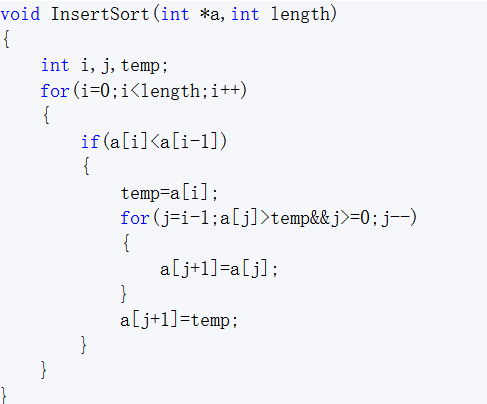 void InsertSort(int *a,int length)
{
    int i,j,temp;
    for(i=0;i<length;i++)
    {
        if(a[i]<a[i-1])
        {
            temp=a[i];
            for(j=i-1;a[j]>temp&&j>=0;j--)
            {
                a[j+1]=a[j];
            }
            a[j+1]=temp;
        }
    }
}